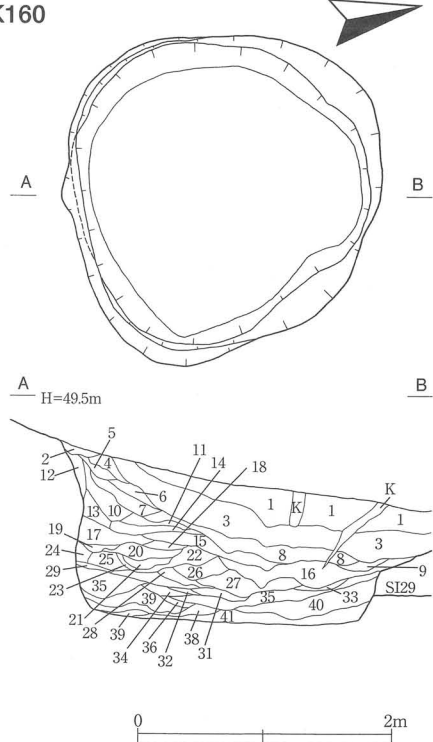 K160
A B
A H=49.5m B
5
2 4 11
12 14 18
6 K
13 10 7 3 1 K 1 1
17 15 3
19 20 22 8 8
24 25 16 9
29 26 27 SI29
23 35 35 33
21 39 40
28 41
39 36 38 31
34 32
0 2m